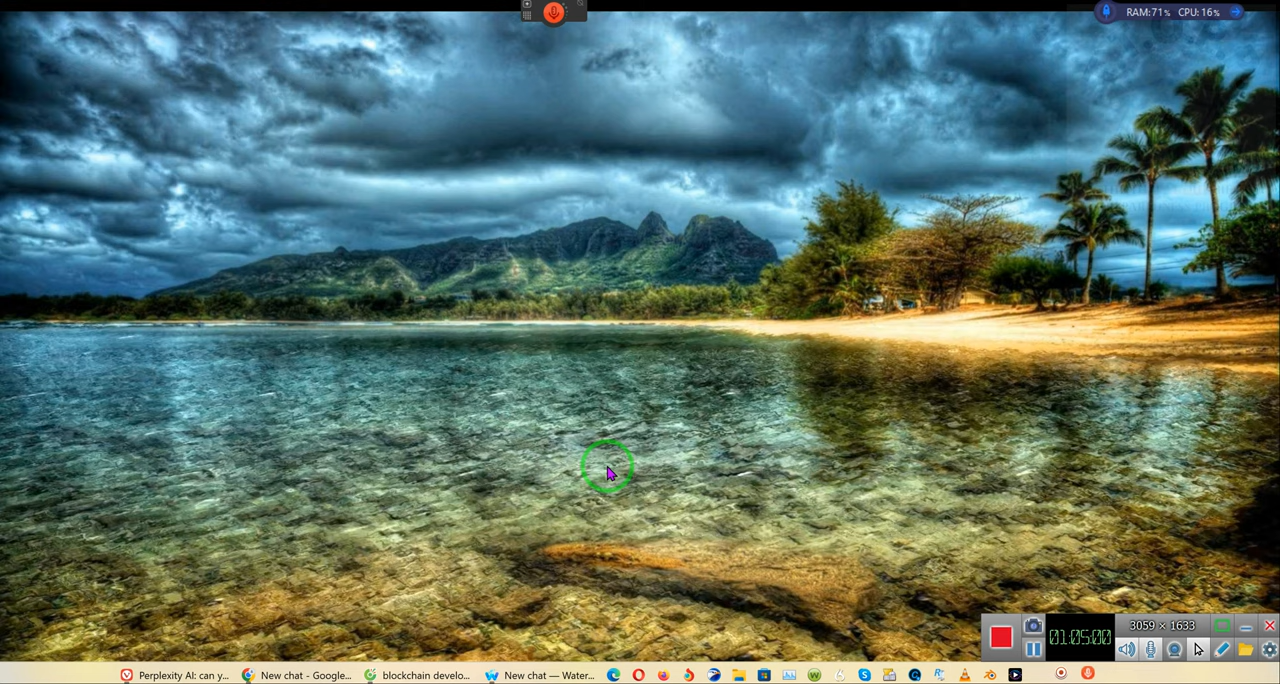 RAM:71% CPU:16%
3059 × 1633
01:05:00
Perplexity AI: can y...
New chat - Google...
blockchain develo...
New chat — Water...